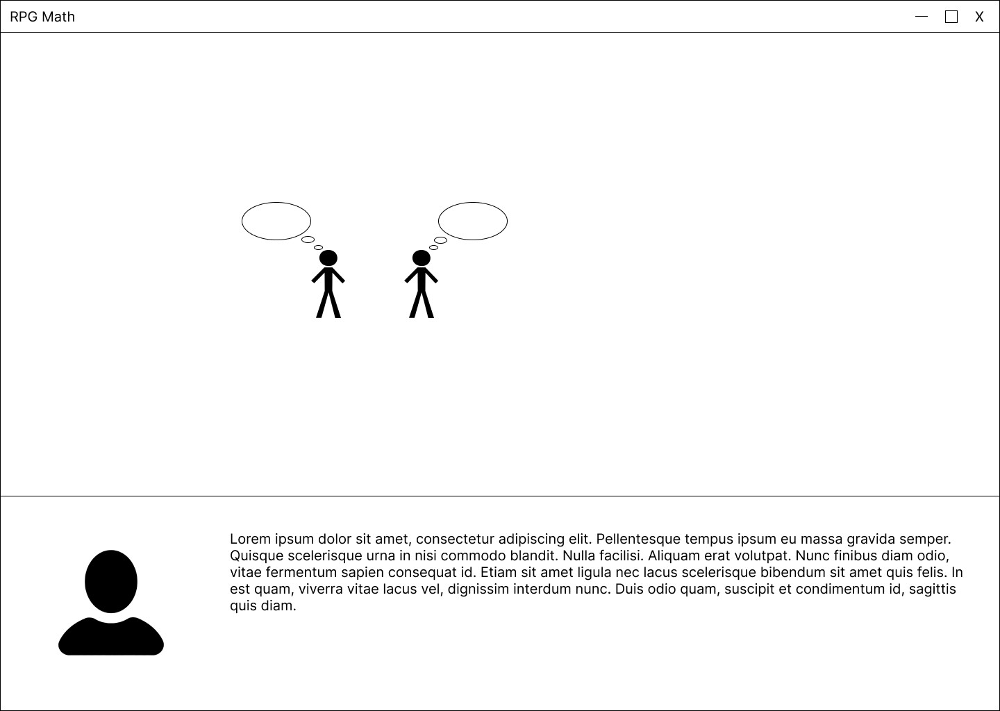 RPG Math
X
Lorem ipsum dolor sit amet, consectetur adipiscing elit. Pellentesque tempus ipsum eu massa gravida semper.
Quisque scelerisque urna in nisi commodo blandit. Nulla facilisi. Aliquam erat volutpat. Nunc finibus diam odio,
vitae fermentum sapien consequat id. Etiam sit amet ligula nec lacus scelerisque bibendum sit amet quis felis. In
est quam, viverra vitae lacus vel, dignissim interdum nunc. Duis odio quam, suscipit et condimentum id, sagittis
quis diam.